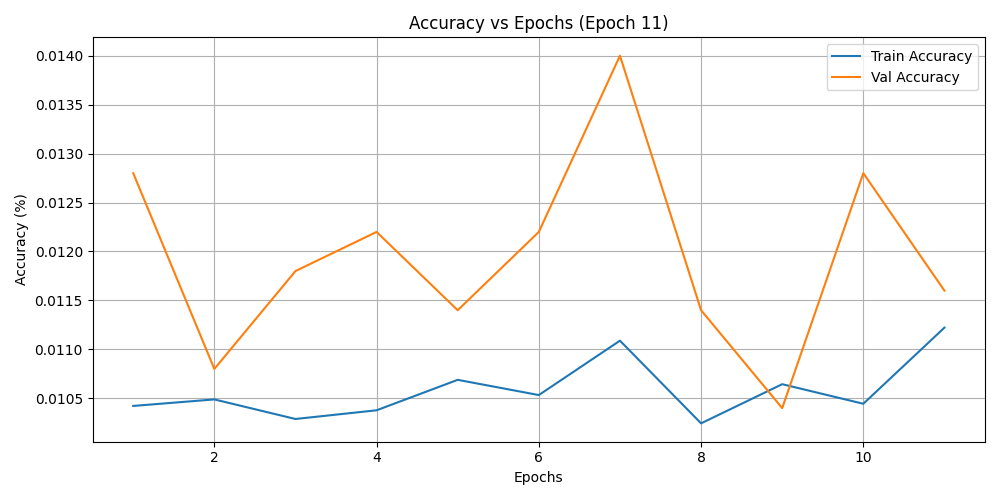 Accuracy vs Epochs (Epoch 11)
Train Accuracy
Val Accuracy
0.0140
0.0135
0.0130
0.0125
0.0120
0.0115
0.0110
0.0105
Accuracy (%)
2 4 6 8 10
Epochs